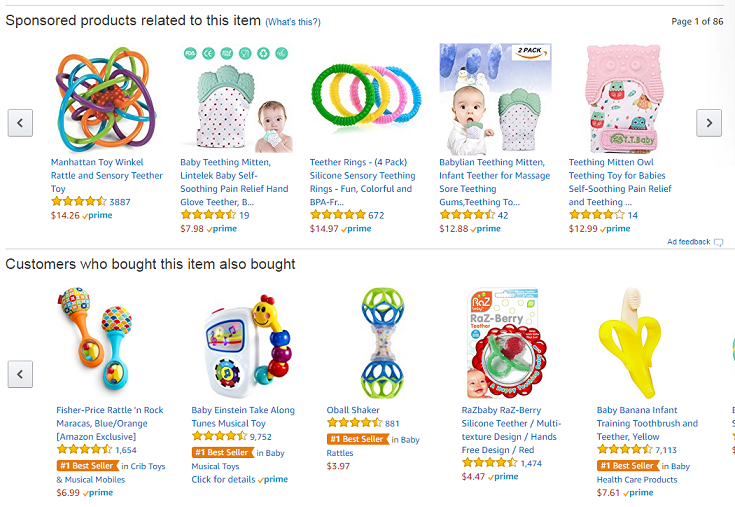 Sponsored products related to this item (What's this?)
Page 1 of 86
2 PACK
T.T.Baby
Manhattan Toy Winkel
Rattle and Sensory Teether
Toy
3887
$14.26 prime
Baby Teething Mitten,
Lintelek Baby Self-
Soothing Pain Relief Hand
Glove Teether, B...
19
$7.98 prime
Teether Rings - (4 Pack)
Silicone Sensory Teething
Rings - Fun, Colorful and
BPA-Fr...
672
$14.97 prime
Babylian Teething Mitten,
Infant Teether for Massage
Sore Teething
Gums,Teething To...
42
$12.88 prime
Teething Mitten Owl
Teething Toy for Babies
Self-Soothing Pain Relief
and Teething ...
14
$12.99 prime
Ad feedback
Customers who bought this item also bought
RaZ
baby
RaZ-Berry
Teether
Fisher-Price Rattle 'n Rock
Maracas, Blue/Orange
[Amazon Exclusive]
1,654
#1 Best Seller in Crib Toys
& Musical Mobiles
$6.99 prime
Baby Einstein Take Along
Tunes Musical Toy
9,752
#1 Best Seller in Baby
Musical Toys
Click for details prime
Oball Shaker
881
#1 Best Seller in Baby
Rattles
$3.97
RaZbaby RaZ-Berry
Silicone Teether / Multi-
texture Design / Hands
Free Design / Red
1,474
$4.47 prime
Baby Banana Infant
Training Toothbrush and
Teether, Yellow
7,113
#1 Best Seller in Baby
Health Care Products
$7.61 prime